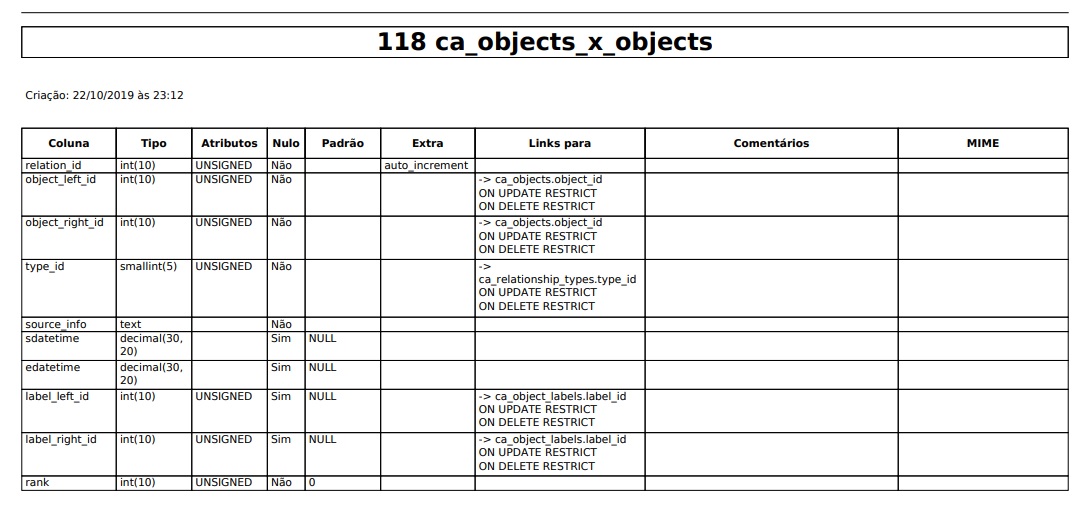 118 ca_objects_x_objects
Criação: 22/10/2019 às 23:12
Coluna Tipo Atributos Nulo Padrão Extra Links para Comentários MIME
relation_id int(10) UNSIGNED Não auto_increment
object_left_id int(10) UNSIGNED Não -> ca_objects.object_id
ON UPDATE RESTRICT
ON DELETE RESTRICT
object_right_id int(10) UNSIGNED Não -> ca_objects.object_id
ON UPDATE RESTRICT
ON DELETE RESTRICT
type_id smallint(5) UNSIGNED Não ->
ca_relationship_types.type_id
ON UPDATE RESTRICT
ON DELETE RESTRICT
source_info text Não
sdatetime decimal(30, Sim NULL
20)
edatetime decimal(30, Sim NULL
20)
label_left_id int(10) UNSIGNED Sim NULL -> ca_object_labels.label_id
ON UPDATE RESTRICT
ON DELETE RESTRICT
label_right_id int(10) UNSIGNED Sim NULL -> ca_object_labels.label_id
ON UPDATE RESTRICT
ON DELETE RESTRICT
rank int(10) UNSIGNED Não 0